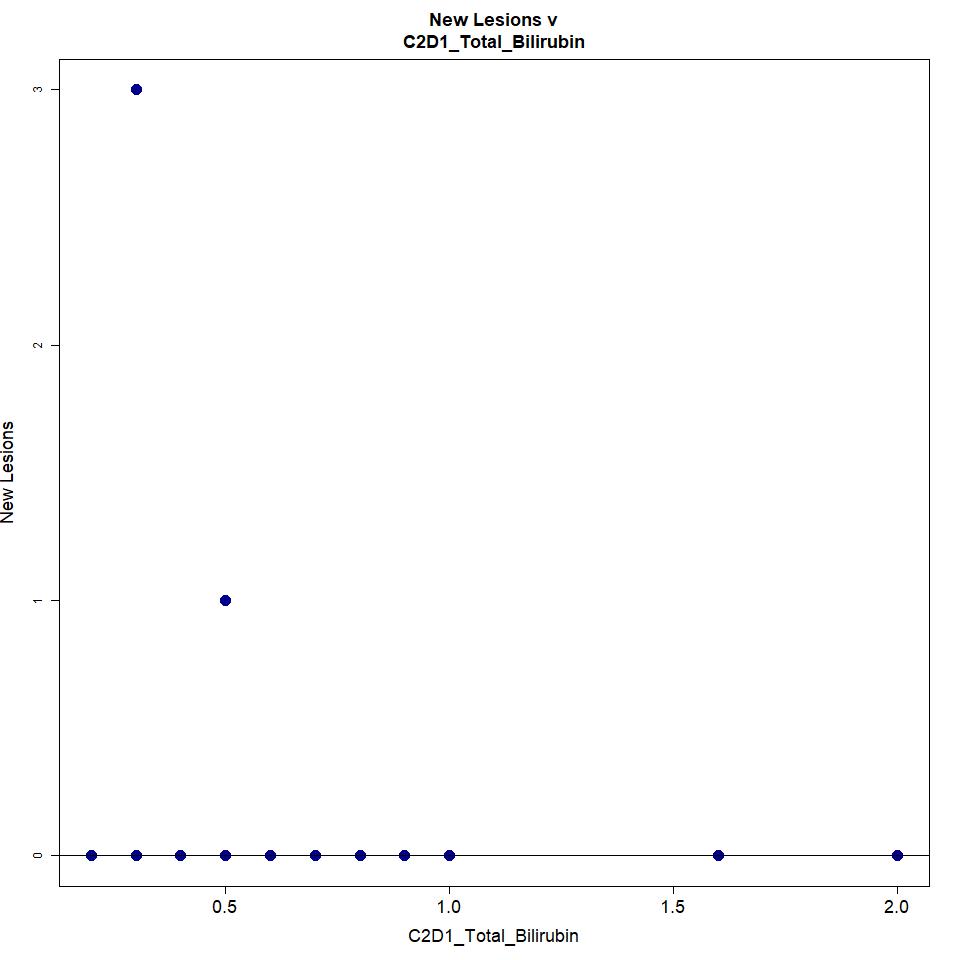 New Lesions v
C2D1_Total_Bilirubin
3
2
1
0
New Lesions
0.5 1.0 1.5 2.0
C2D1_Total_Bilirubin